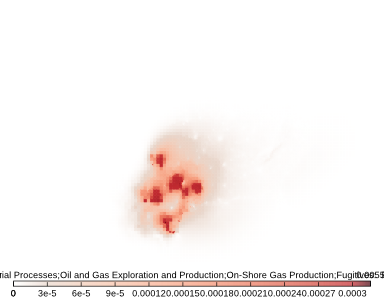 rial Processes;Oil and Gas Exploration and Production;On-Shore Gas Production;Fugitives
0 3e-5 6e-5 9e-5 0.00012 0.00015 0.00018 0.00021 0.00024 0.00027 0.0003